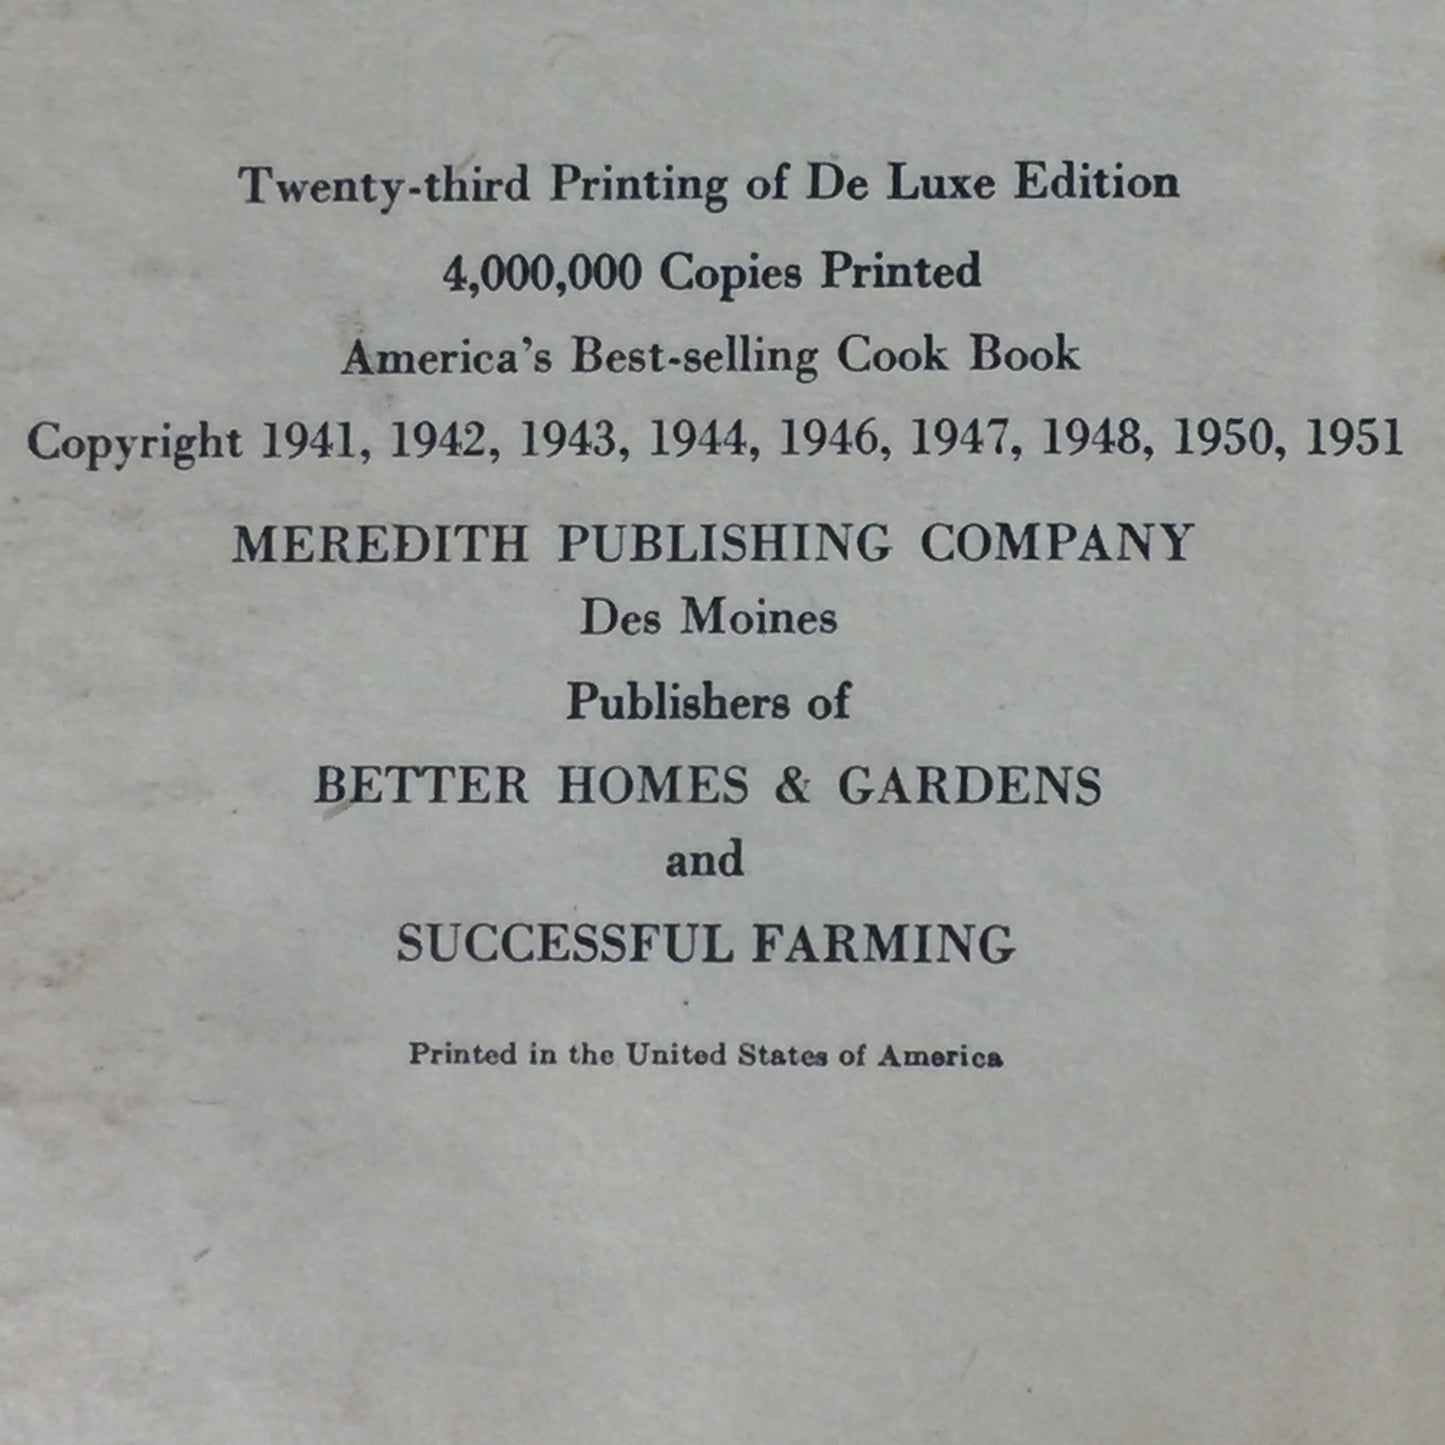 Twenty-third Printing of De Luxe Edition
4,000,000 Copies Printed
America's Best-selling Cook Book
Copyright 1941, 1942, 1943, 1944, 1946, 1947, 1948, 1950, 1951
MEREDITH PUBLISHING COMPANY
Des Moines
Publishers of
BETTER HOMES & GARDENS
and
SUCCESSFUL FARMING
Printed in the United States of America